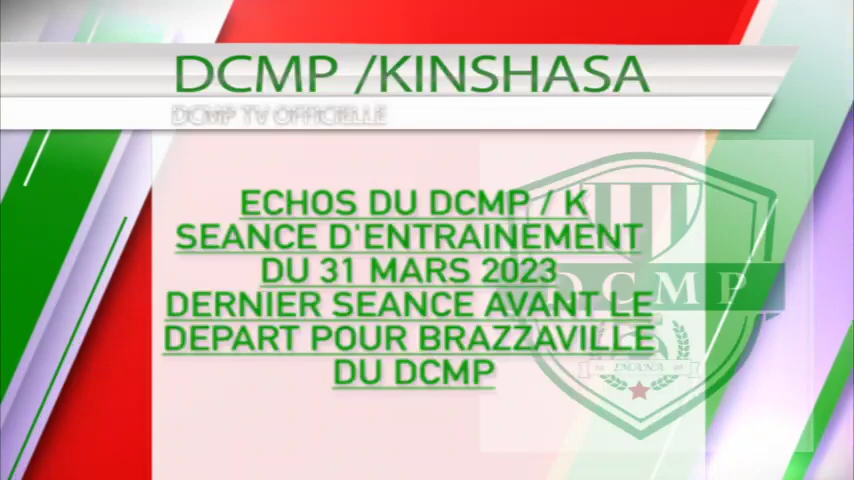 DCMP /KINSHASA
DCMP TV OFFICIELLE
ECHOS DU DCMP / K
SEANCE D'ENTRAINEMENT
DU 31 MARS 2023
DERNIER SEANCE AVANT LE
DEPART POUR BRAZZAVILLE
DU DCMP
DCMP
IMANA